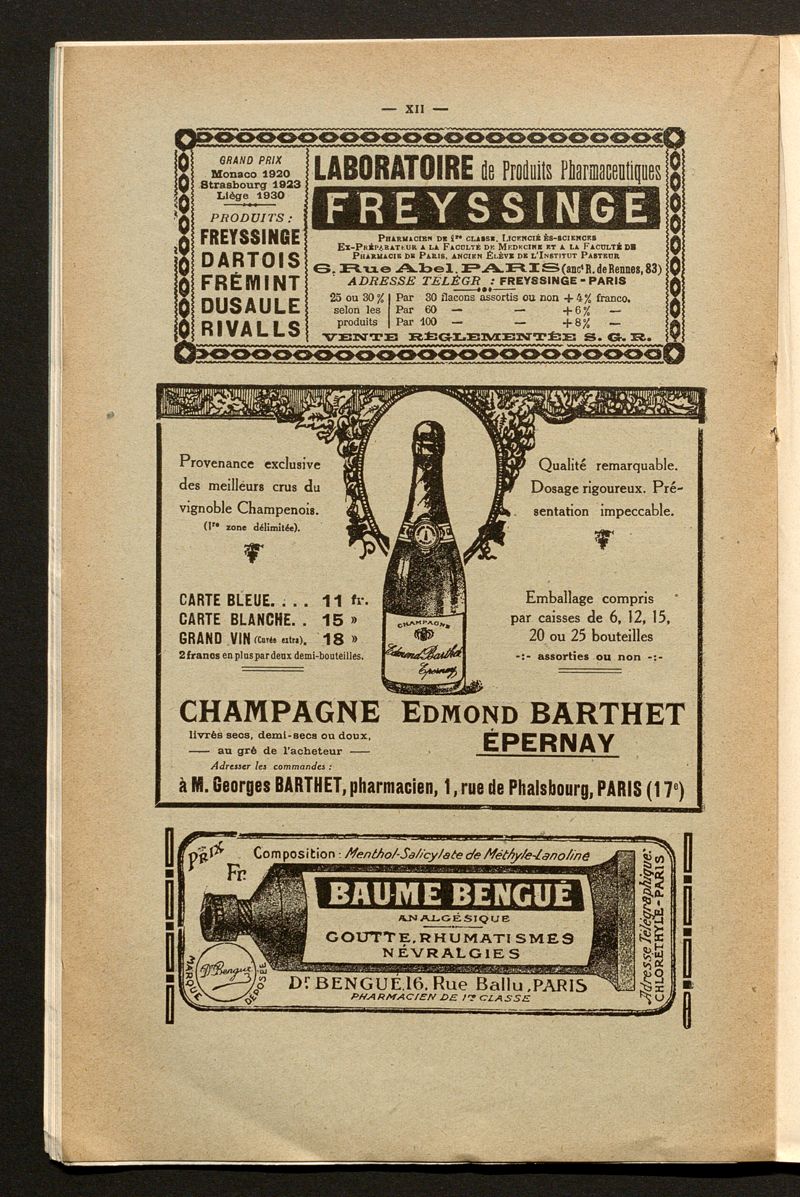 — XII —
GRAND PRIX
Monaco 1920
Strasbourg 1923
Liége 1930
PRODUITS :
FREYSSINGE
DARTOIS
FRÉMINT
DUSAULE
RIVALLS
LABORATOIRE de Produits Pharmaceutiques
FREYSSINGE
Pharmacien de 1re classe, Licencié ès-sciences
Ex-Préparateur a la Faculté de Médecine et a la Faculté de
Pharmacie de Paris, ancien Élève de l'Institut Pasteur
6, Rue Abel, PARIS (anct R. de Rennes, 83)
ADRESSE TÉLÉGR. : FREYSSINGE - PARIS
25 ou 30 % | Par 30 flacons assortis ou non + 4 % franco.
selon les | Par 60 — — + 6 % —
produits | Par 100 — — + 8 % —
VENTE RÉGLEMENTÉE S. G. R.
Provenance exclusive
des meilleurs crus du
vignoble Champenois.
(1re zone délimitée).
CARTE BLEUE. . . . 11 fr.
CARTE BLANCHE. . 15 »
GRAND VIN (Cuvée extra). 18 »
2 francs en plus par deux demi-bouteilles.
CHAMPAGNE
Edmond Barthet
Epernay
Qualité remarquable.
Dosage rigoureux. Pré-
sentation impeccable.
Emballage compris
par caisses de 6, 12, 15,
20 ou 25 bouteilles
-:- assorties ou non -:-
CHAMPAGNE EDMOND BARTHET
livrés secs, demi-secs ou doux,
— au gré de l'acheteur —
ÉPERNAY
Adresser les commandes :
à M. Georges BARTHET, pharmacien, 1, rue de Phalsbourg, PARIS (17e)
PRIX
Fr.
Composition : Menthol-Salicylate de Méthyle-Lanoline
BAUME BENGUÉ
ANALGÉSIQUE
GOUTTE, RHUMATISMES
NÉVRALGIES
MARQUE DÉPOSÉE
Dr Bengué
Dr BENGUÉ, 16, Rue Ballu, PARIS
PHARMACIEN DE 1re CLASSE
Adresse Télégraphique:
CHLORÉTHYLE-PARIS